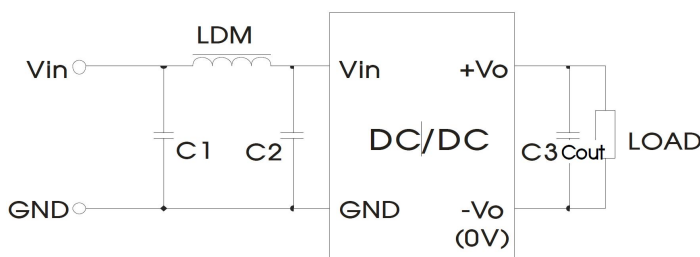 LDM
Vin
Vin
+Vo
C1
C2
DC/DC
C3
Cout
LOAD
GND
GND
-Vo
(0V)